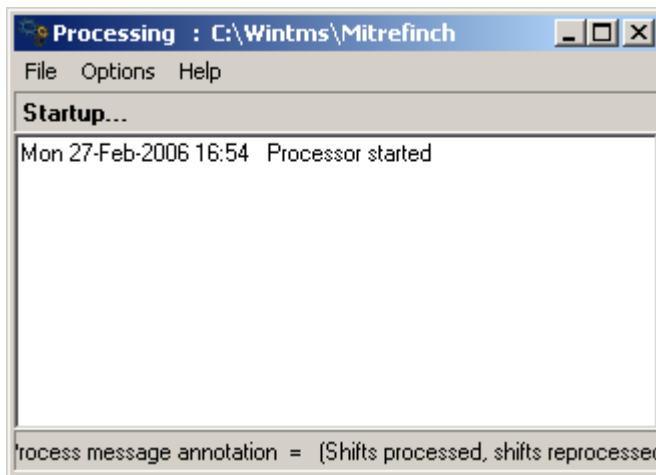 Processing : C:\Wintms\Mitrefinch
File Options Help
Startup...
Mon 27-Feb-2006 16:54 Processor started
rocess message annotation = (Shifts processed, shifts reprocessed